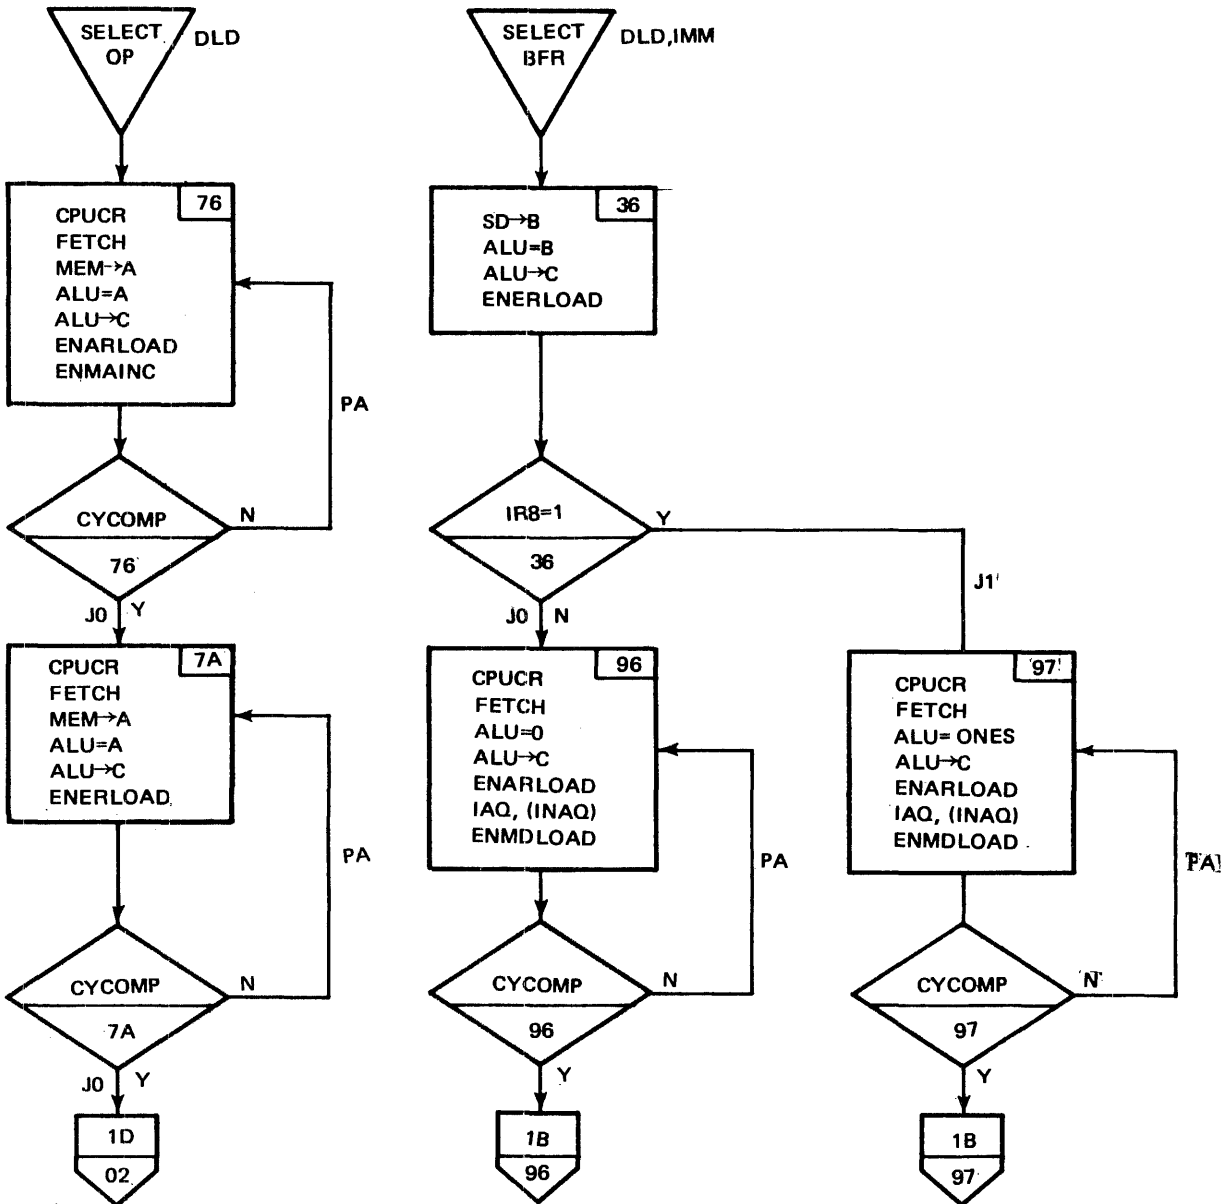 SELECT
OP
DLD
76
CPUCR
FETCH
MEM→A
ALU=A
ALU→C
ENARLOAD
ENMAINC
PA
CYCOMP
N
76
J0 Y
7A
CPUCR
FETCH
MEM→A
ALU=A
ALU→C
ENERLOAD
PA
CYCOMP
N
7A
J0 Y
1D
02
SELECT
BFR
DLD,IMM
36
SD→B
ALU=B
ALU→C
ENERLOAD
IR8=1
Y
36
J1
J0 N
96
CPUCR
FETCH
ALU=0
ALU→C
ENARLOAD
IAQ, (INAQ)
ENMDLOAD
PA
CYCOMP
N
96
Y
1B
96
97
CPUCR
FETCH
ALU=ONES
ALU→C
ENARLOAD
IAQ, (INAQ)
ENMDLOAD
PA
CYCOMP
N
97
Y
1B
97